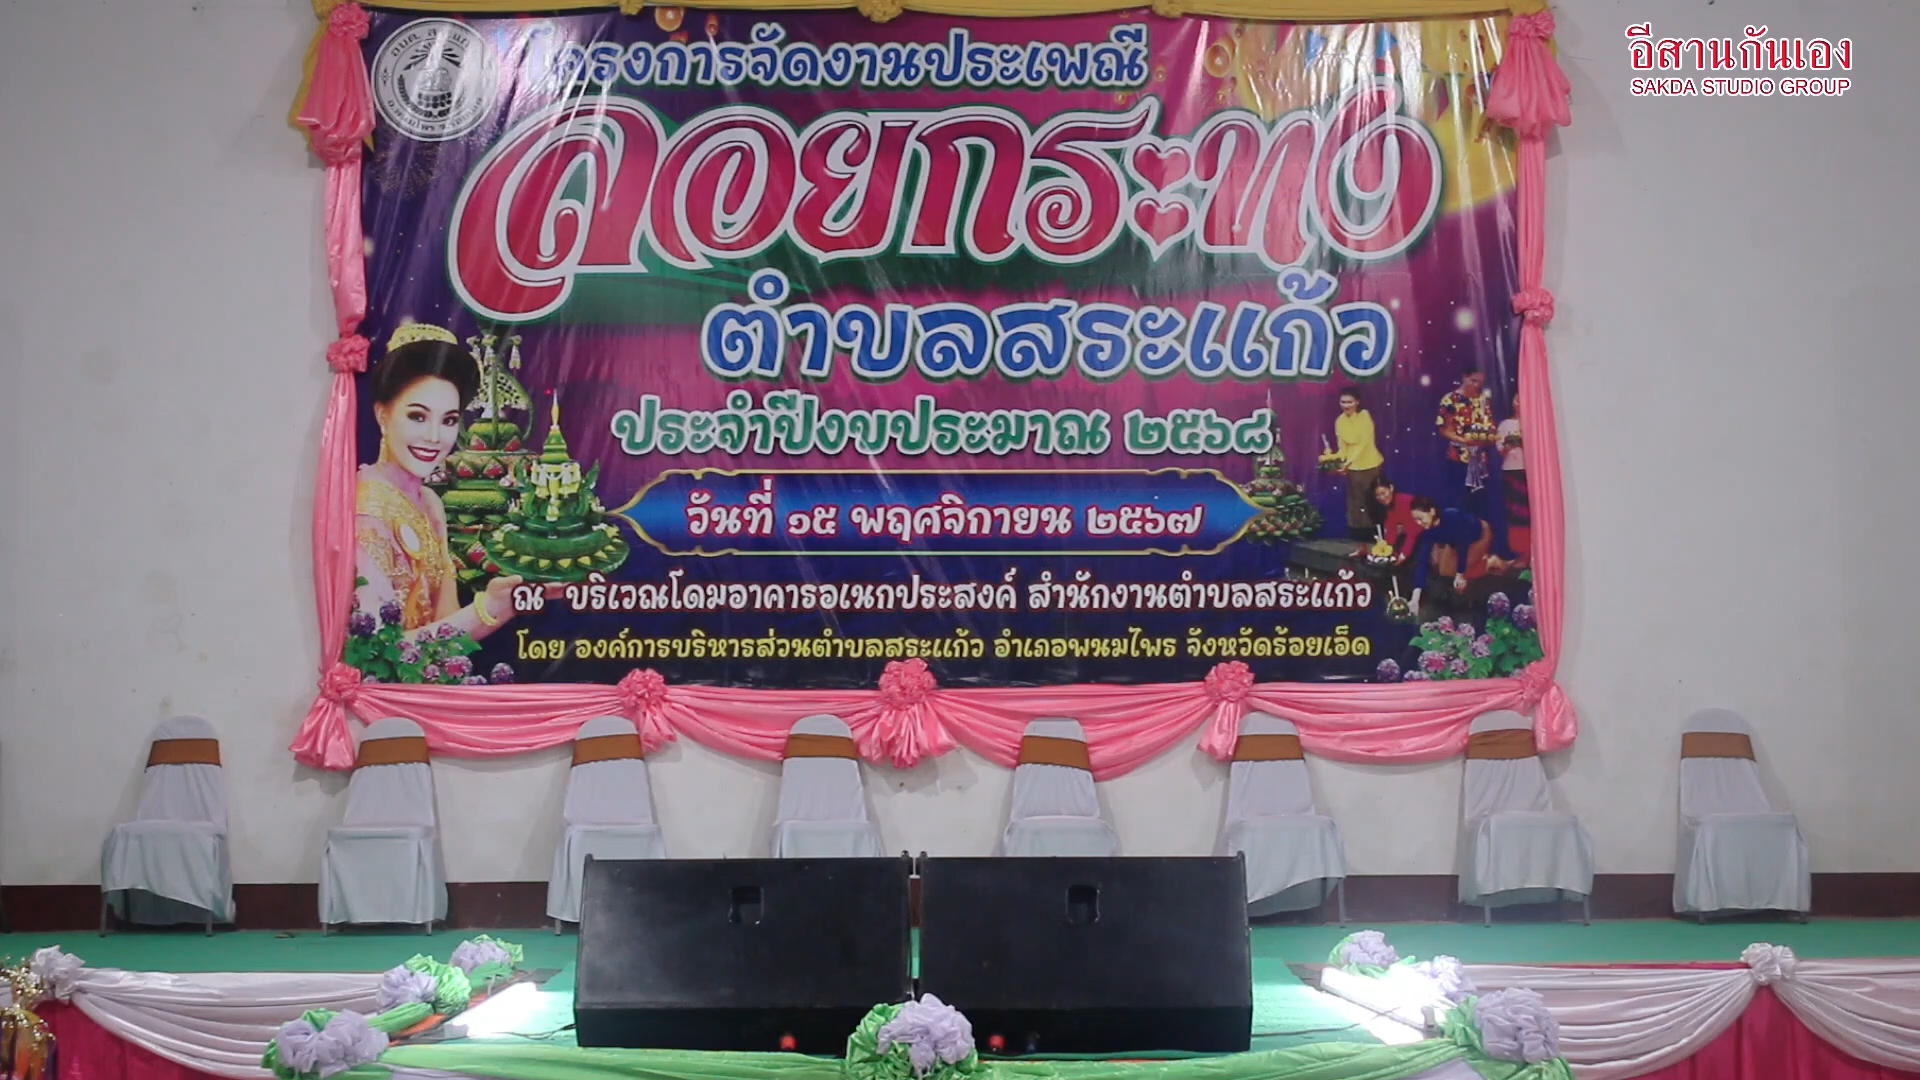 อีสานกันเอง
SAKDA STUDIO GROUP
โครงการจัดงานประเพณี
ลอยกระทง
ตำบลสระแก้ว
ประจำปีงบประมาณ ๒๕๖๘
วันที่ ๑๕ พฤศจิกายน ๒๕๖๗
ณ บริเวณโดมอาคารอเนกประสงค์ สำนักงานตำบลสระแก้ว
โดย องค์การบริหารส่วนตำบลสระแก้ว อำเภอพนมไพร จังหวัดร้อยเอ็ด